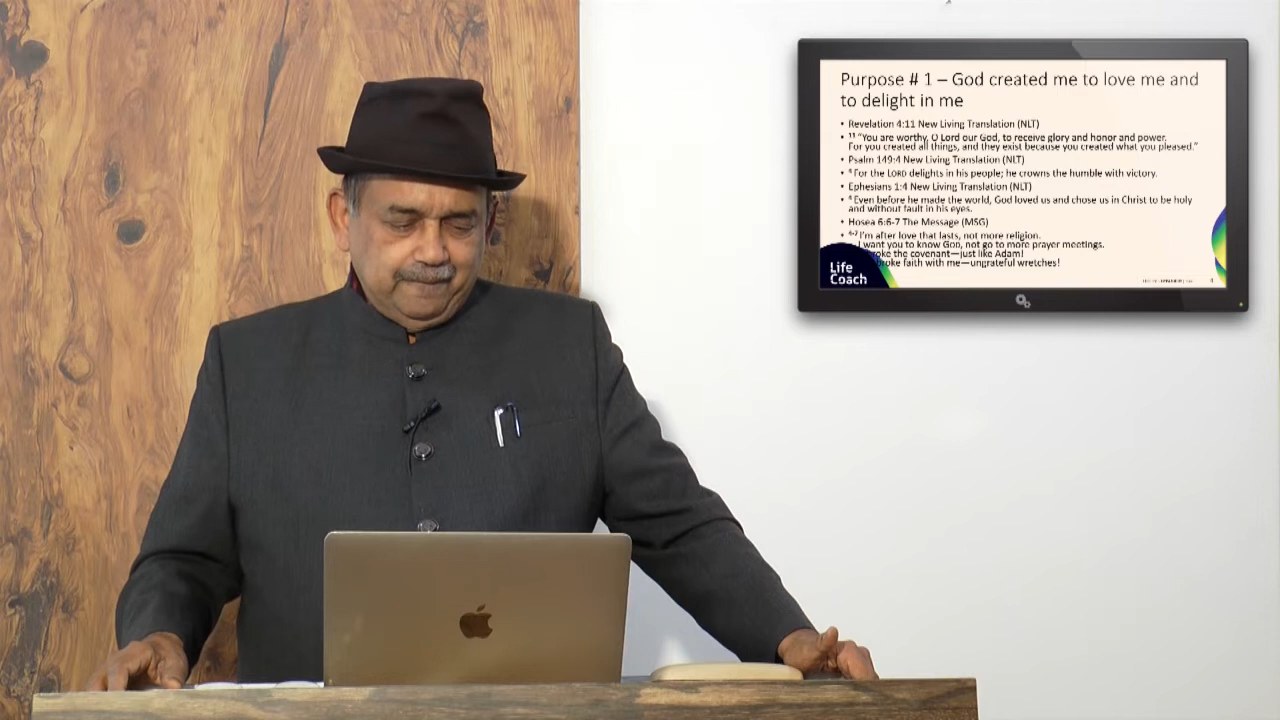 Purpose # 1 – God created me to love me and
to delight in me
• Revelation 4:11 New Living Translation (NLT)
• 11 “You are worthy, O Lord our God, to receive glory and honor and power.
For you created all things, and they exist because you created what you pleased.”
• Psalm 149:4 New Living Translation (NLT)
• 4 For the LORD delights in his people; he crowns the humble with victory.
• Ephesians 1:4 New Living Translation (NLT)
• 4 Even before he made the world, God loved us and chose us in Christ to be holy
and without fault in his eyes.
• Hosea 6:6-7 The Message (MSG)
• 6-7 I’m after love that lasts, not more religion.
I want you to know GOD, not go to more prayer meetings.
broke the covenant—just like Adam!
broke faith with me—ungrateful wretches!
Life
Coach